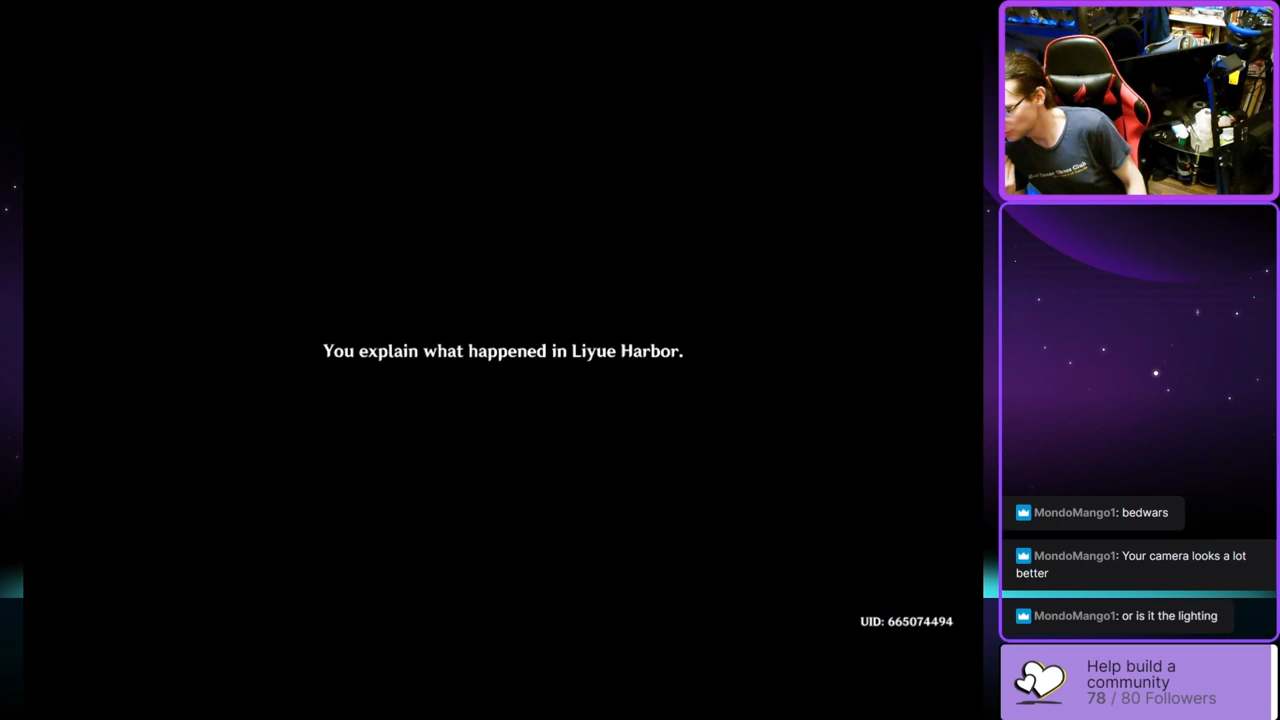 You explain what happened in Liyue Harbor.
UID: 665074494
MondoMango1: bedwars
MondoMango1: Your camera looks a lot
better
MondoMango1: or is it the lighting
Help build a
community
78 / 80 Followers